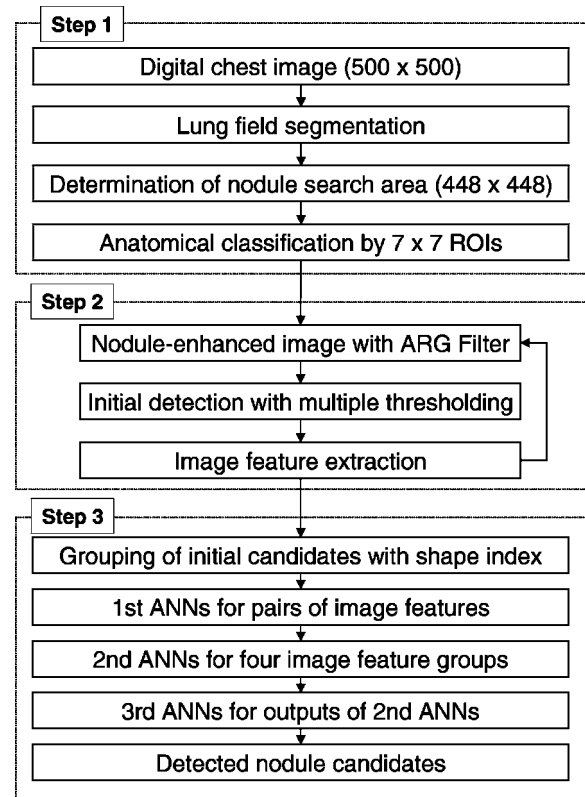 Step 1
Digital chest image (500 x 500)
Lung field segmentation
Determination of nodule search area (448 x 448)
Anatomical classification by 7 x 7 ROIs
Step 2
Nodule-enhanced image with ARG Filter
Initial detection with multiple thresholding
Image feature extraction
Step 3
Grouping of initial candidates with shape index
1st ANNs for pairs of image features
2nd ANNs for four image feature groups
3rd ANNs for outputs of 2nd ANNs
Detected nodule candidates